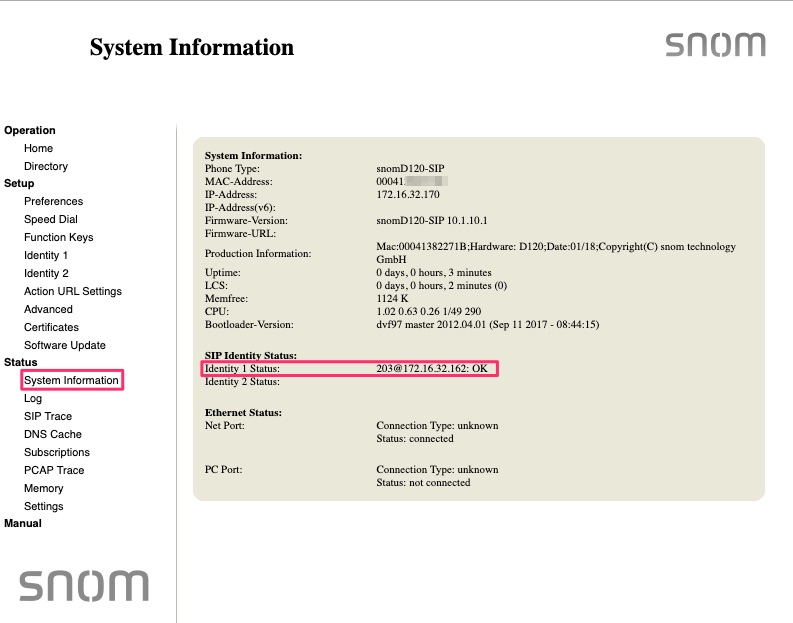 System Information
snom
Operation
Home
Directory
Setup
Preferences
Speed Dial
Function Keys
Identity 1
Identity 2
Action URL Settings
Advanced
Certificates
Software Update
Status
System Information
Log
SIP Trace
DNS Cache
Subscriptions
PCAP Trace
Memory
Settings
Manual
snom
System Information:
Phone Type: snomD120-SIP
MAC-Address: 00041
IP-Address: 172.16.32.170
IP-Address(v6):
Firmware-Version: snomD120-SIP 10.1.10.1
Firmware-URL:
Production Information: Mac:00041382271B;Hardware: D120;Date:01/18;Copyright(C) snom technology
GmbH
Uptime: 0 days, 0 hours, 3 minutes
LCS: 0 days, 0 hours, 2 minutes (0)
Memfree: 1124 K
CPU: 1.02 0.63 0.26 1/49 290
Bootloader-Version: dvf97 master 2012.04.01 (Sep 11 2017 - 08:44:15)
SIP Identity Status:
Identity 1 Status: 203@172.16.32.162: OK
Identity 2 Status:
Ethernet Status:
Net Port: Connection Type: unknown
Status: connected
PC Port: Connection Type: unknown
Status: not connected